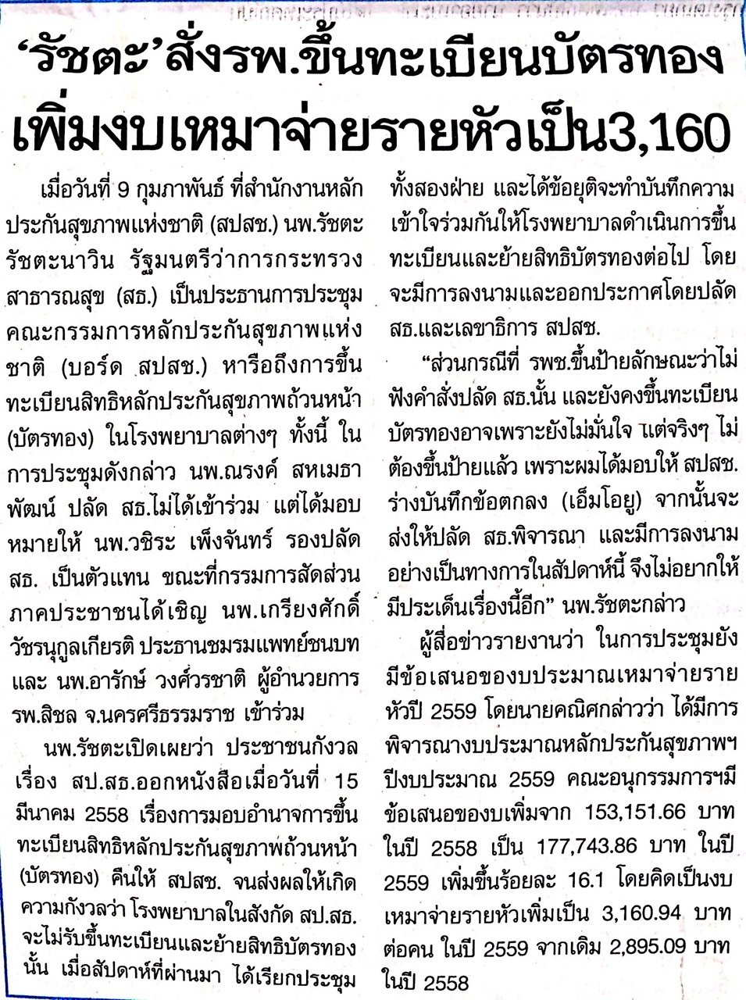 ‘รัชตะ’สั่งรพ.ขึ้นทะเบียนบัตรทอง
เพิ่มงบเหมาจ่ายรายหัวเป็น3,160
เมื่อวันที่ 9 กุมภาพันธ์ ที่สำนักงานหลัก
ประกันสุขภาพแห่งชาติ (สปสช.) นพ.รัชตะ
รัชตะนาวิน รัฐมนตรีว่าการกระทรวง
สาธารณสุข (สธ.) เป็นประธานการประชุม
คณะกรรมการหลักประกันสุขภาพแห่ง
ชาติ (บอร์ด สปสช.) หารือถึงการขึ้น
ทะเบียนสิทธิหลักประกันสุขภาพถ้วนหน้า
(บัตรทอง) ในโรงพยาบาลต่างๆ ทั้งนี้ ใน
การประชุมดังกล่าว นพ.ณรงค์ สหเมธา
พัฒน์ ปลัด สธ.ไม่ได้เข้าร่วม แต่ได้มอบ
หมายให้ นพ.วชิระ เพ็งจันทร์ รองปลัด
สธ. เป็นตัวแทน ขณะที่กรรมการสัดส่วน
ภาคประชาชนได้เชิญ นพ.เกรียงศักดิ์
วัชรนุกูลเกียรติ ประธานชมรมแพทย์ชนบท
และ นพ.อารักษ์ วงศ์วรชาติ ผู้อำนวยการ
รพ.สิชล จ.นครศรีธรรมราช เข้าร่วม
นพ.รัชตะเปิดเผยว่า ประชาชนกังวล
เรื่อง สป.สธ.ออกหนังสือเมื่อวันที่ 15
มีนาคม 2558 เรื่องการมอบอำนาจการขึ้น
ทะเบียนสิทธิหลักประกันสุขภาพถ้วนหน้า
(บัตรทอง) คืนให้ สปสช. จนส่งผลให้เกิด
ความกังวลว่า โรงพยาบาลในสังกัด สป.สธ.
จะไม่รับขึ้นทะเบียนและย้ายสิทธิบัตรทอง
นั้น เมื่อสัปดาห์ที่ผ่านมา ได้เรียกประชุม
ทั้งสองฝ่าย และได้ข้อยุติจะทำบันทึกความ
เข้าใจร่วมกันให้โรงพยาบาลดำเนินการขึ้น
ทะเบียนและย้ายสิทธิบัตรทองต่อไป โดย
จะมีการลงนามและออกประกาศโดยปลัด
สธ.และเลขาธิการ สปสช.
“ส่วนกรณีที่ รพช.ขึ้นป้ายลักษณะว่าไม่
ฟังคำสั่งปลัด สธ.นั้น และยังคงขึ้นทะเบียน
บัตรทองอาจเพราะยังไม่มั่นใจ แต่จริงๆ ไม่
ต้องขึ้นป้ายแล้ว เพราะผมได้มอบให้ สปสช.
ร่างบันทึกข้อตกลง (เอ็มโอยู) จากนั้นจะ
ส่งให้ปลัด สธ.พิจารณา และมีการลงนาม
อย่างเป็นทางการในสัปดาห์นี้ จึงไม่อยากให้
มีประเด็นเรื่องนี้อีก” นพ.รัชตะกล่าว
ผู้สื่อข่าวรายงานว่า ในการประชุมยัง
มีข้อเสนอของบประมาณเหมาจ่ายราย
หัวปี 2559 โดยนายคณิศกล่าวว่า ได้มีการ
พิจารณางบประมาณหลักประกันสุขภาพฯ
ปีงบประมาณ 2559 คณะอนุกรรมการฯมี
ข้อเสนอของบเพิ่มจาก 153,151.66 บาท
ในปี 2558 เป็น 177,743.86 บาท ในปี
2559 เพิ่มขึ้นร้อยละ 16.1 โดยคิดเป็นงบ
เหมาจ่ายรายหัวเพิ่มเป็น 3,160.94 บาท
ต่อคน ในปี 2559 จากเดิม 2,895.09 บาท
ในปี 2558